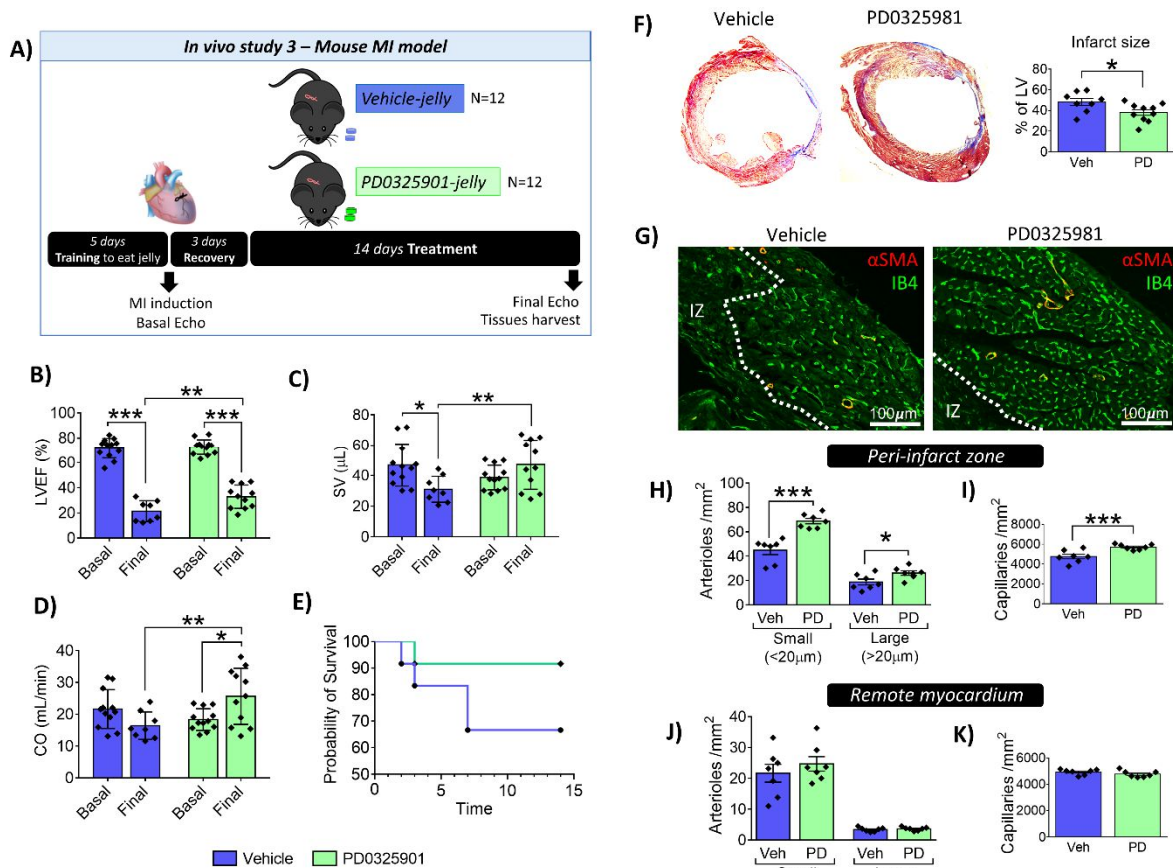 A)
In vivo study 3 – Mouse MI model
Vehicle-jelly N=12
PD0325901-jelly N=12
5 days
Training to eat jelly
3 days
Recovery
14 days Treatment
MI induction
Basal Echo
Final Echo
Tissues harvest
B)
LVEF (%)
100
80
60
40
20
0
***
***
**
Basal
Final
Basal
Final
C)
SV (µL)
100
80
60
40
20
0
*
**
Basal
Final
Basal
Final
D)
CO (mL/min)
50
40
30
20
10
0
**
*
Basal
Final
Basal
Final
E)
Probability of Survival
100
90
80
70
60
50
0
5
10
15
Time
Vehicle
PD0325901
F)
Vehicle
PD0325981
Infarct size
% of LV
80
60
40
20
0
*
Veh
PD
G)
Vehicle
PD0325981
αSMA
IB4
IZ
100µm
αSMA
IB4
IZ
100µm
Peri-infarct zone
H)
Arterioles /mm2
100
80
60
40
20
0
***
*
Veh
PD
Veh
PD
Small
(<20µm)
Large
(>20µm)
I)
Capillaries /mm2
8000
6000
4000
2000
0
***
Veh
PD
Remote myocardium
J)
Arterioles /mm2
40
30
20
10
0
Veh
PD
Veh
PD
K)
Capillaries/mm2
6000
4000
2000
0
Veh
PD